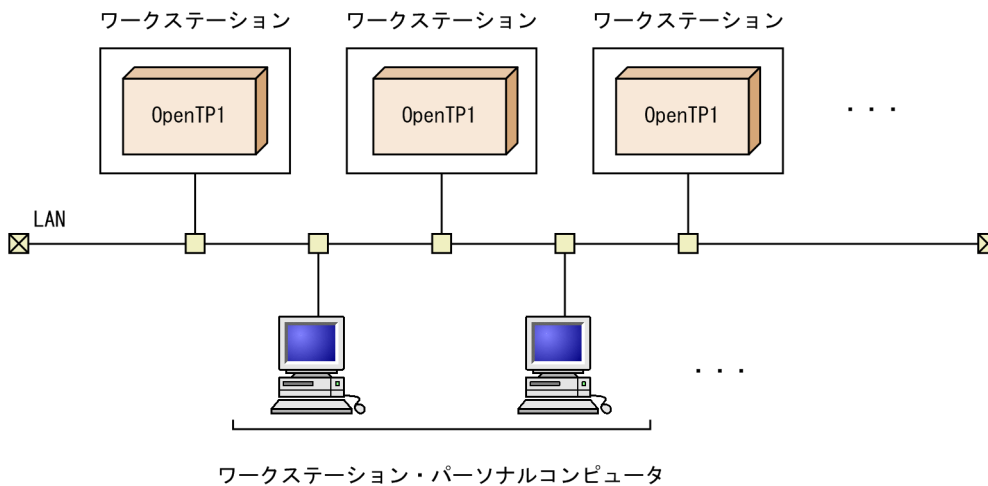 ワークステーション ワークステーション ワークステーション
OpenTP1 OpenTP1 OpenTP1 ・・・
LAN
・・・
ワークステーション・パーソナルコンピュータ